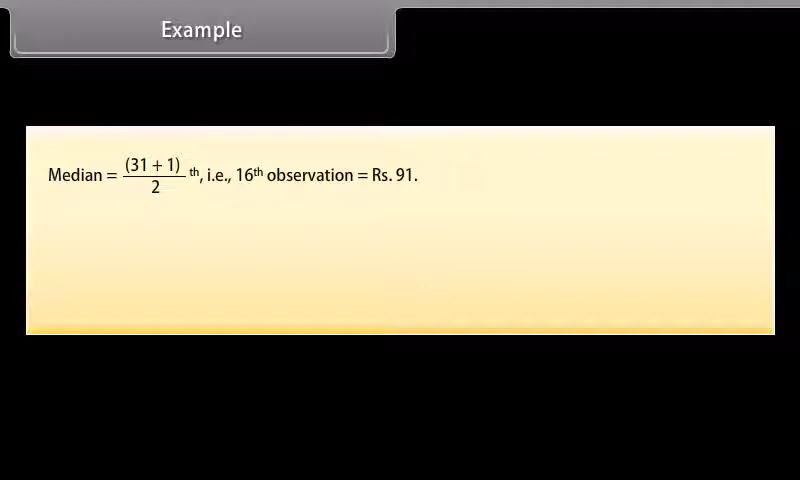 Example
Median = (31 + 1)/2 th, i.e., 16th observation = Rs. 91.